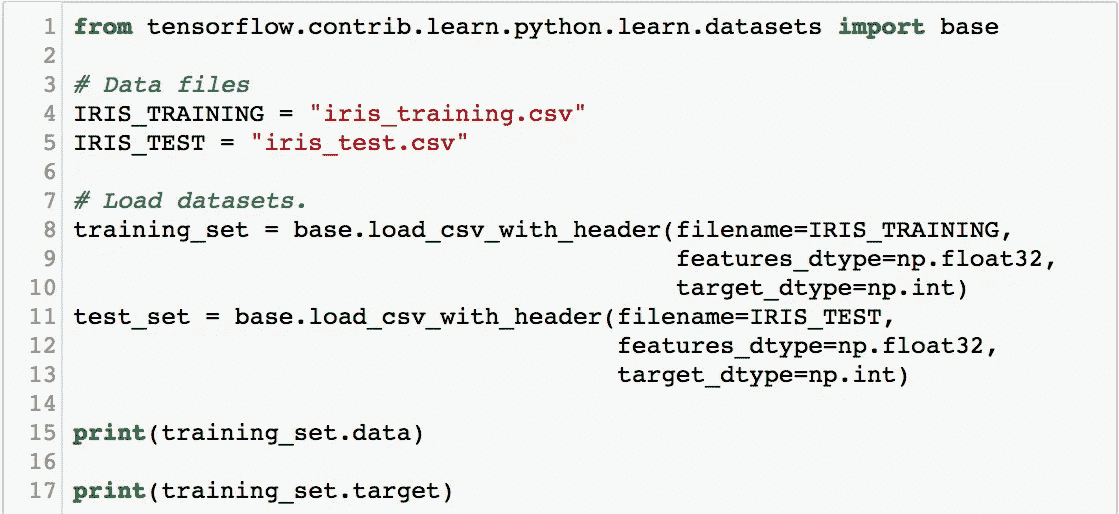 1 from tensorflow.contrib.learn.python.learn.datasets import base
2
3 # Data files
4 IRIS_TRAINING = "iris_training.csv"
5 IRIS_TEST = "iris_test.csv"
6
7 # Load datasets.
8 training_set = base.load_csv_with_header(filename=IRIS_TRAINING,
9                                          features_dtype=np.float32,
10                                          target_dtype=np.int)
11 test_set = base.load_csv_with_header(filename=IRIS_TEST,
12                                      features_dtype=np.float32,
13                                      target_dtype=np.int)
14
15 print(training_set.data)
16
17 print(training_set.target)